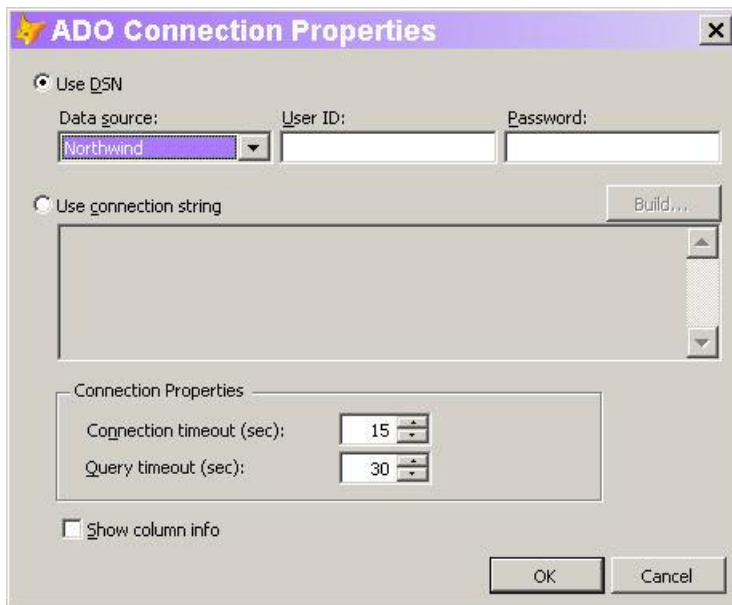 ADO Connection Properties
Use DSN
Data source: User ID: Password:
Northwind
Use connection string Build...
Connection Properties
Connection timeout (sec): 15
Query timeout (sec): 30
Show column info
OK Cancel